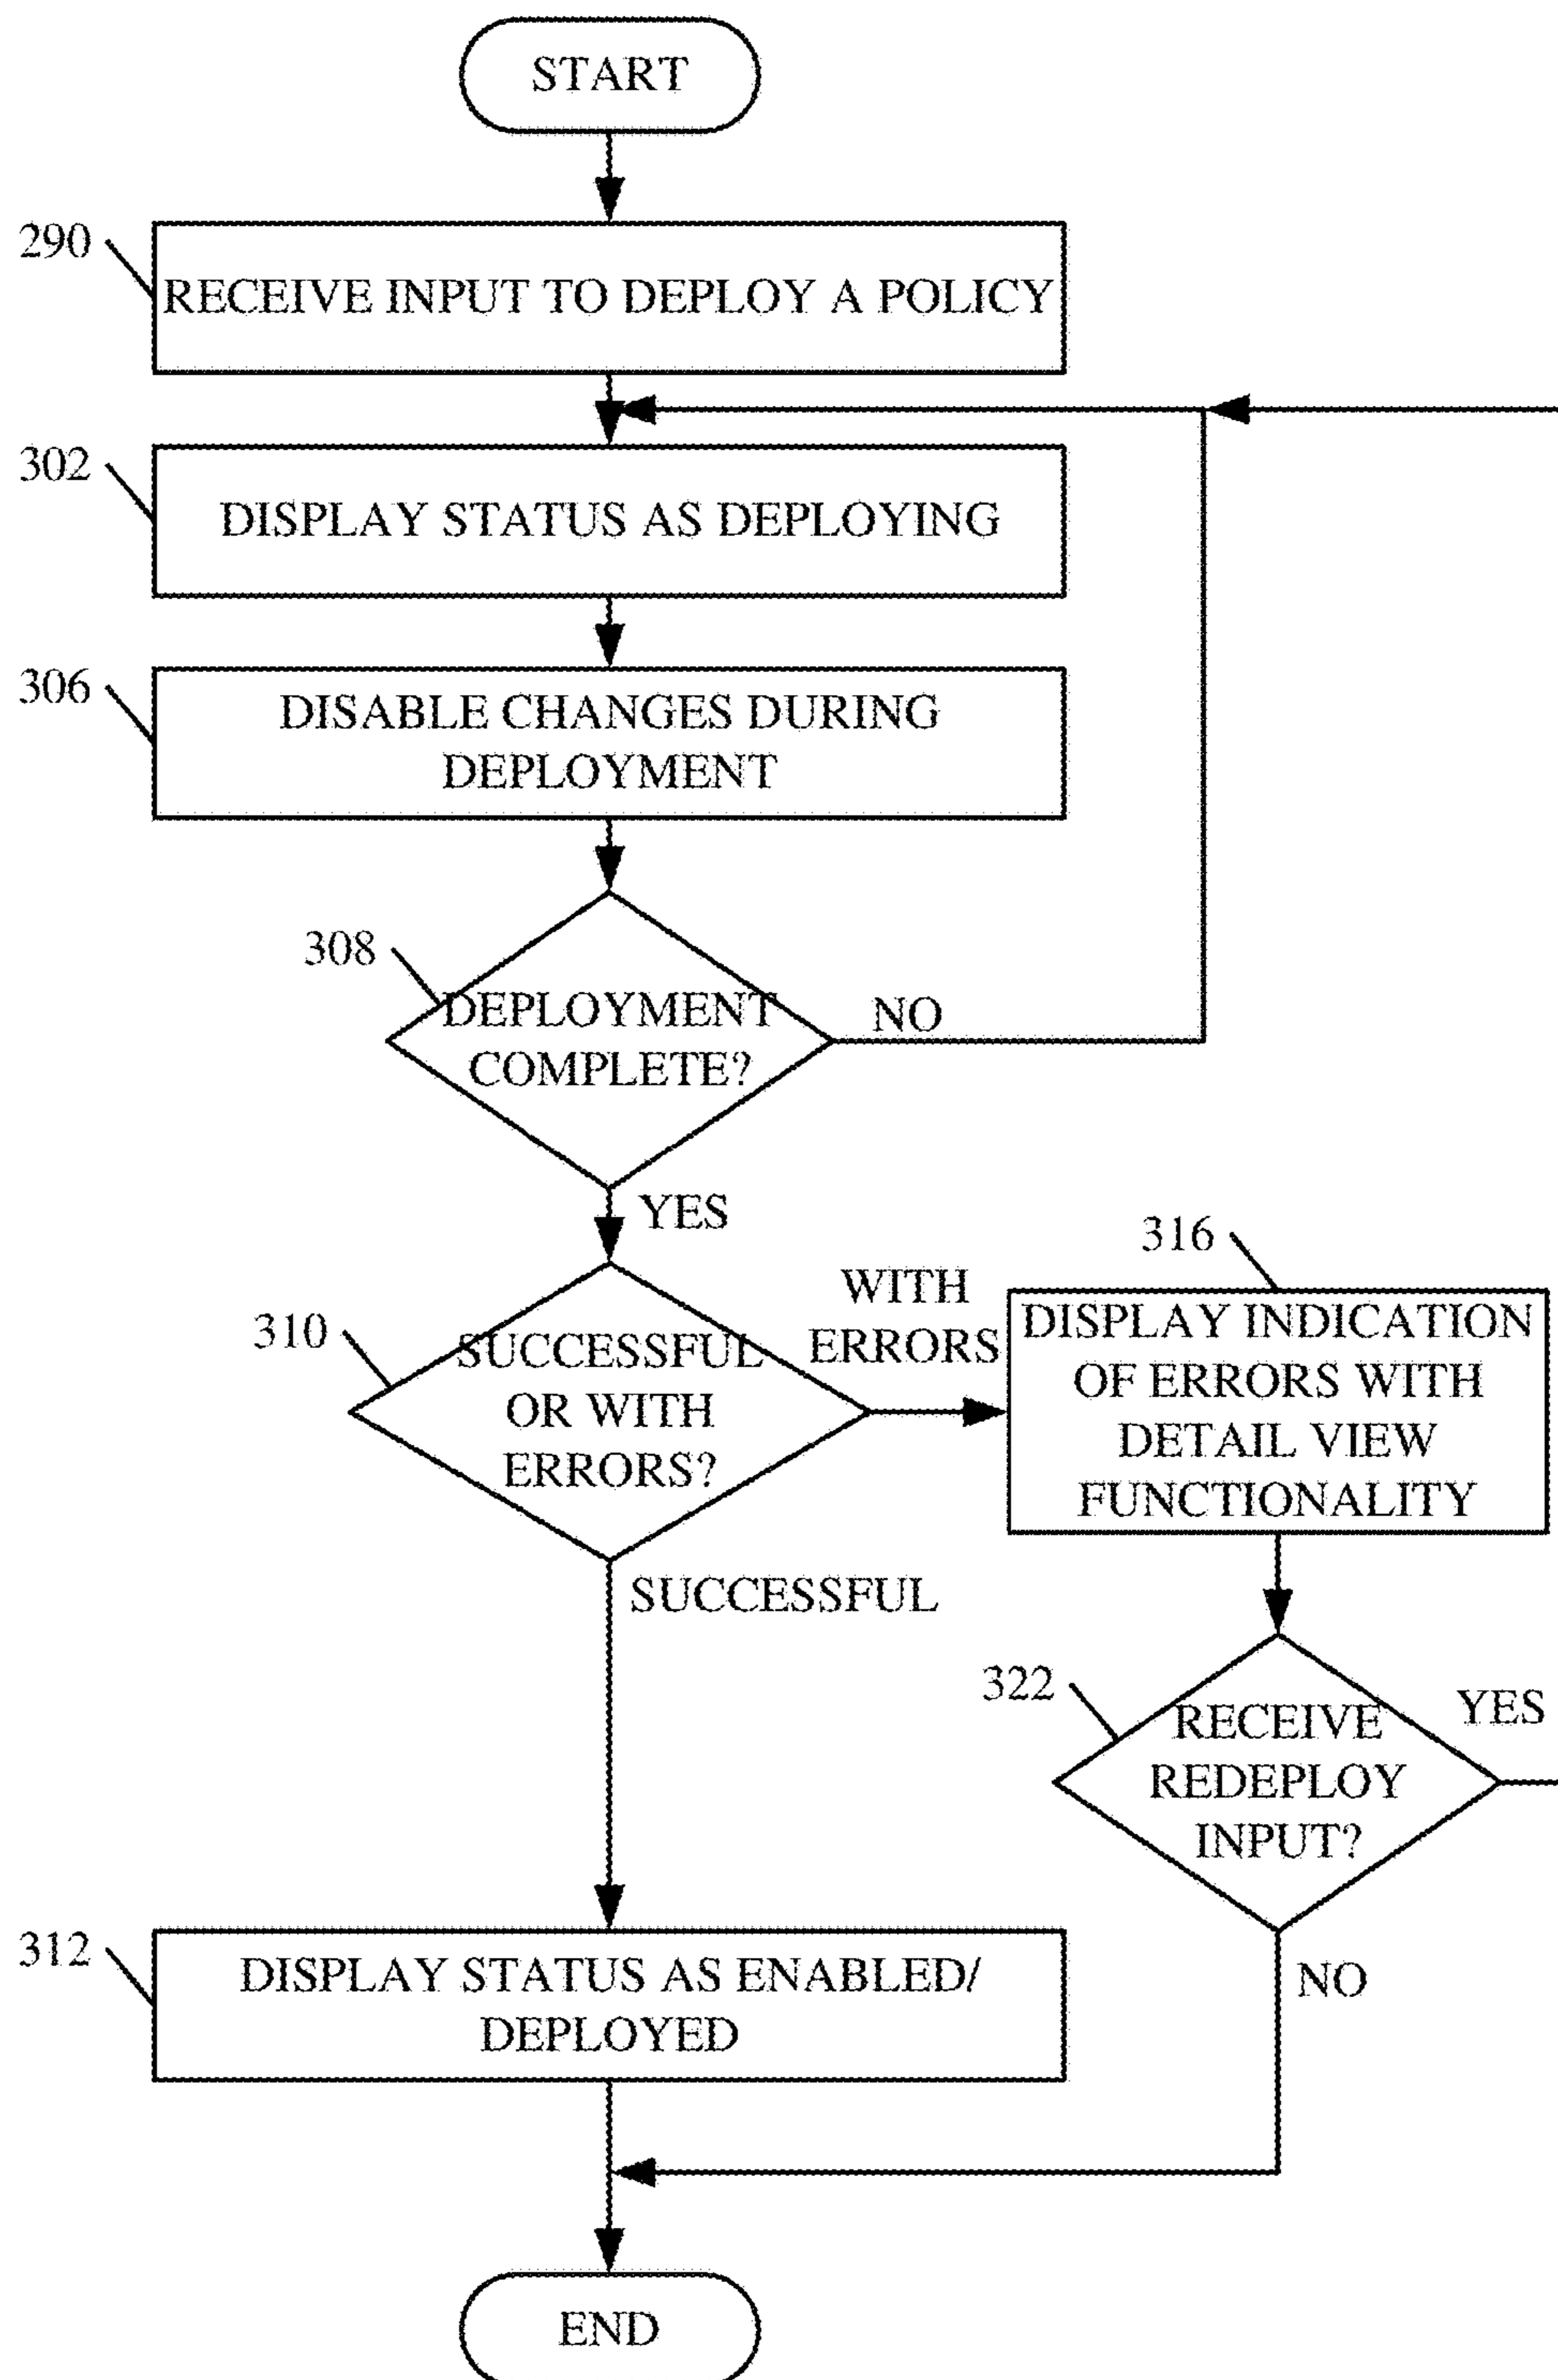 START
290
RECEIVE INPUT TO DEPLOY A POLICY
302
DISPLAY STATUS AS DEPLOYING
306
DISABLE CHANGES DURING
DEPLOYMENT
308
DEPLOYMENT
COMPLETE?
NO
YES
310
SUCCESSFUL
OR WITH
ERRORS?
WITH
ERRORS
316
DISPLAY INDICATION
OF ERRORS WITH
DETAIL VIEW
FUNCTIONALITY
SUCCESSFUL
322
RECEIVE
REDEPLOY
INPUT?
YES
NO
312
DISPLAY STATUS AS ENABLED/
DEPLOYED
END